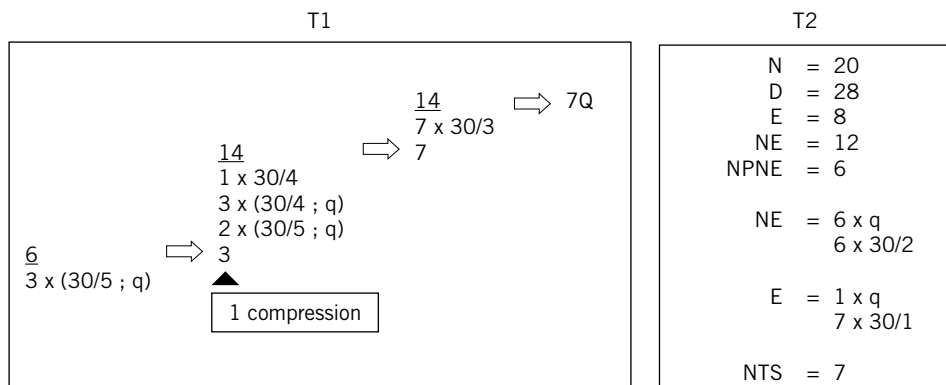 T1
6
3 x (30/5 ; q)
14
1 x 30/4
3 x (30/4 ; q)
2 x (30/5 ; q)
3
1 compression
14
7 x 30/3
7
7Q
T2
N = 20
D = 28
E = 8
NE = 12
NPNE = 6
NE = 6 x q
6 x 30/2
E = 1 x q
7 x 30/1
NTS = 7